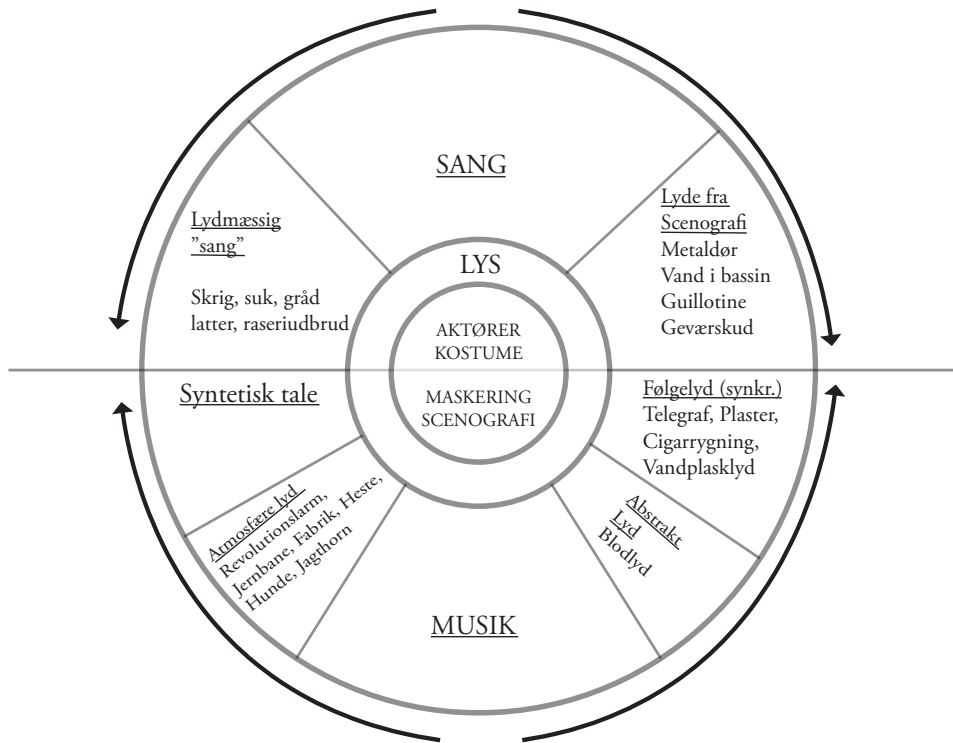 SANG
Lydmæssig
”sang”
Skrig, suk, gråd
latter, raseriudbrud
Lyde fra
Scenografi
Metaldør
Vand i bassin
Guillotine
Geværskud
LYS
AKTØRER
KOSTUME
MASKERING
SCENOGRAFI
Syntetisk tale
Følgelyd (synkr.)
Telegraf, Plaster,
Cigarrygning,
Vandplasklyd
Atmosfære lyd
Revolutionslarm,
Jernbane, Fabrik, Heste,
Hunde, Jagthorn
Abstrakt
Lyd
Blodlyd
MUSIK